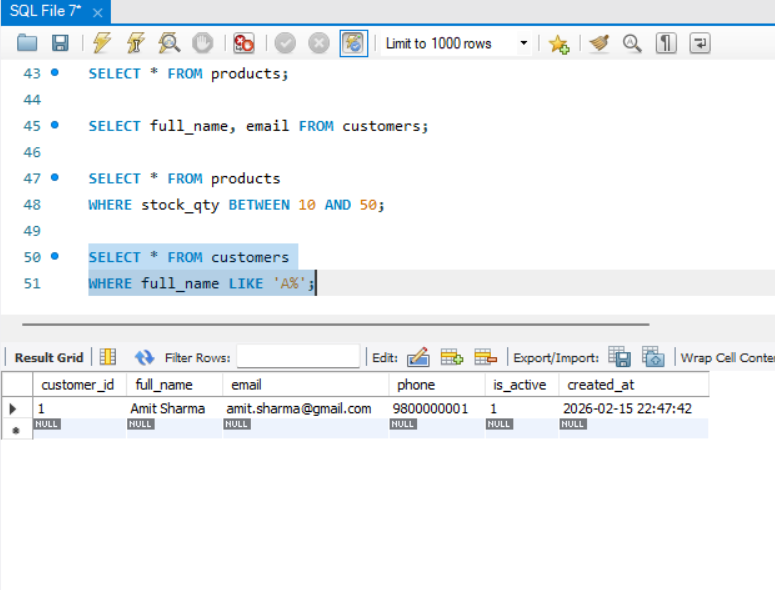 SQL File 7* ×
Limit to 1000 rows
43 SELECT * FROM products;
44
45 SELECT full_name, email FROM customers;
46
47 SELECT * FROM products
48 WHERE stock_qty BETWEEN 10 AND 50;
49
50 SELECT * FROM customers
51 WHERE full_name LIKE 'A%';
Result Grid Filter Rows: Edit: Export/Import: Wrap Cell Conte
customer_id full_name email phone is_active created_at
1 Amit Sharma amit.sharma@gmail.com 9800000001 1 2026-02-15 22:47:42
NULL NULL NULL NULL NULL NULL